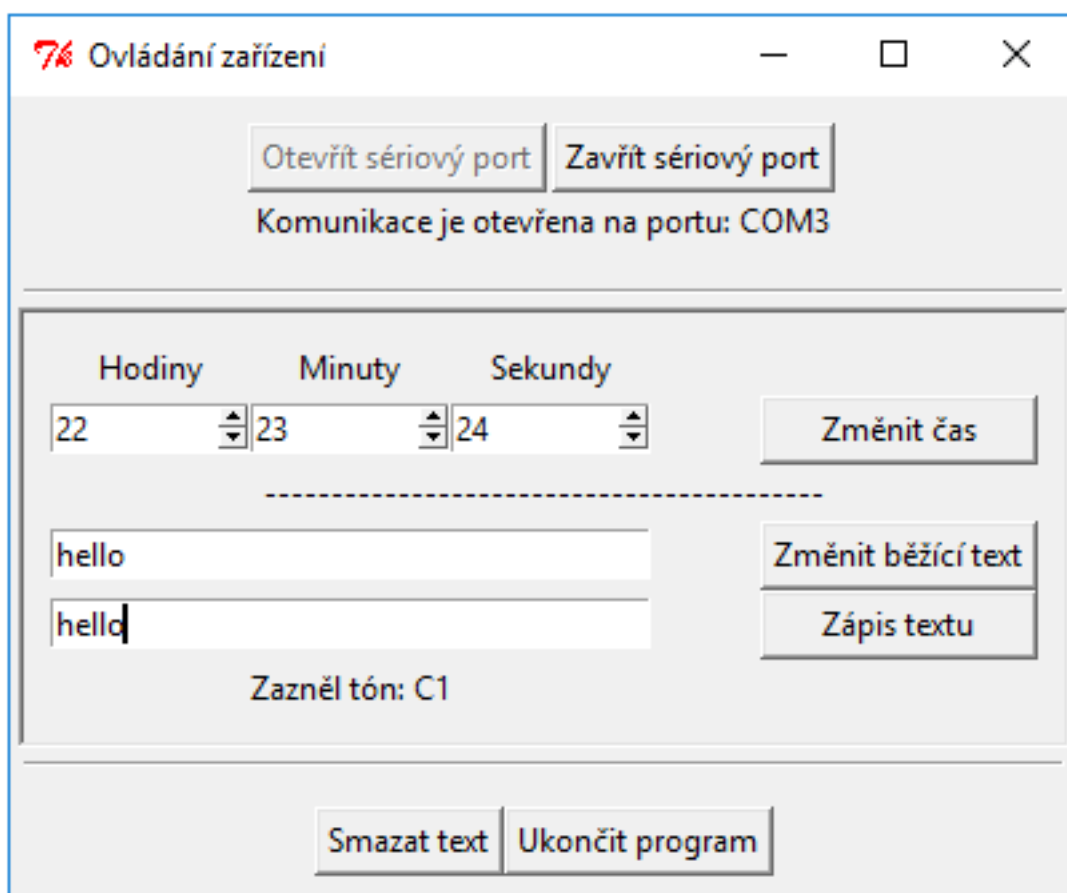 Ovládání zařízení
Otevřít sériový port Zavřít sériový port
Komunikace je otevřena na portu: COM3
Hodiny Minuty Sekundy
22 23 24 Změnit čas
------------------------------------------
hello Změnit běžící text
hello Zápis textu
Zazněl tón: C1
Smazat text Ukončit program